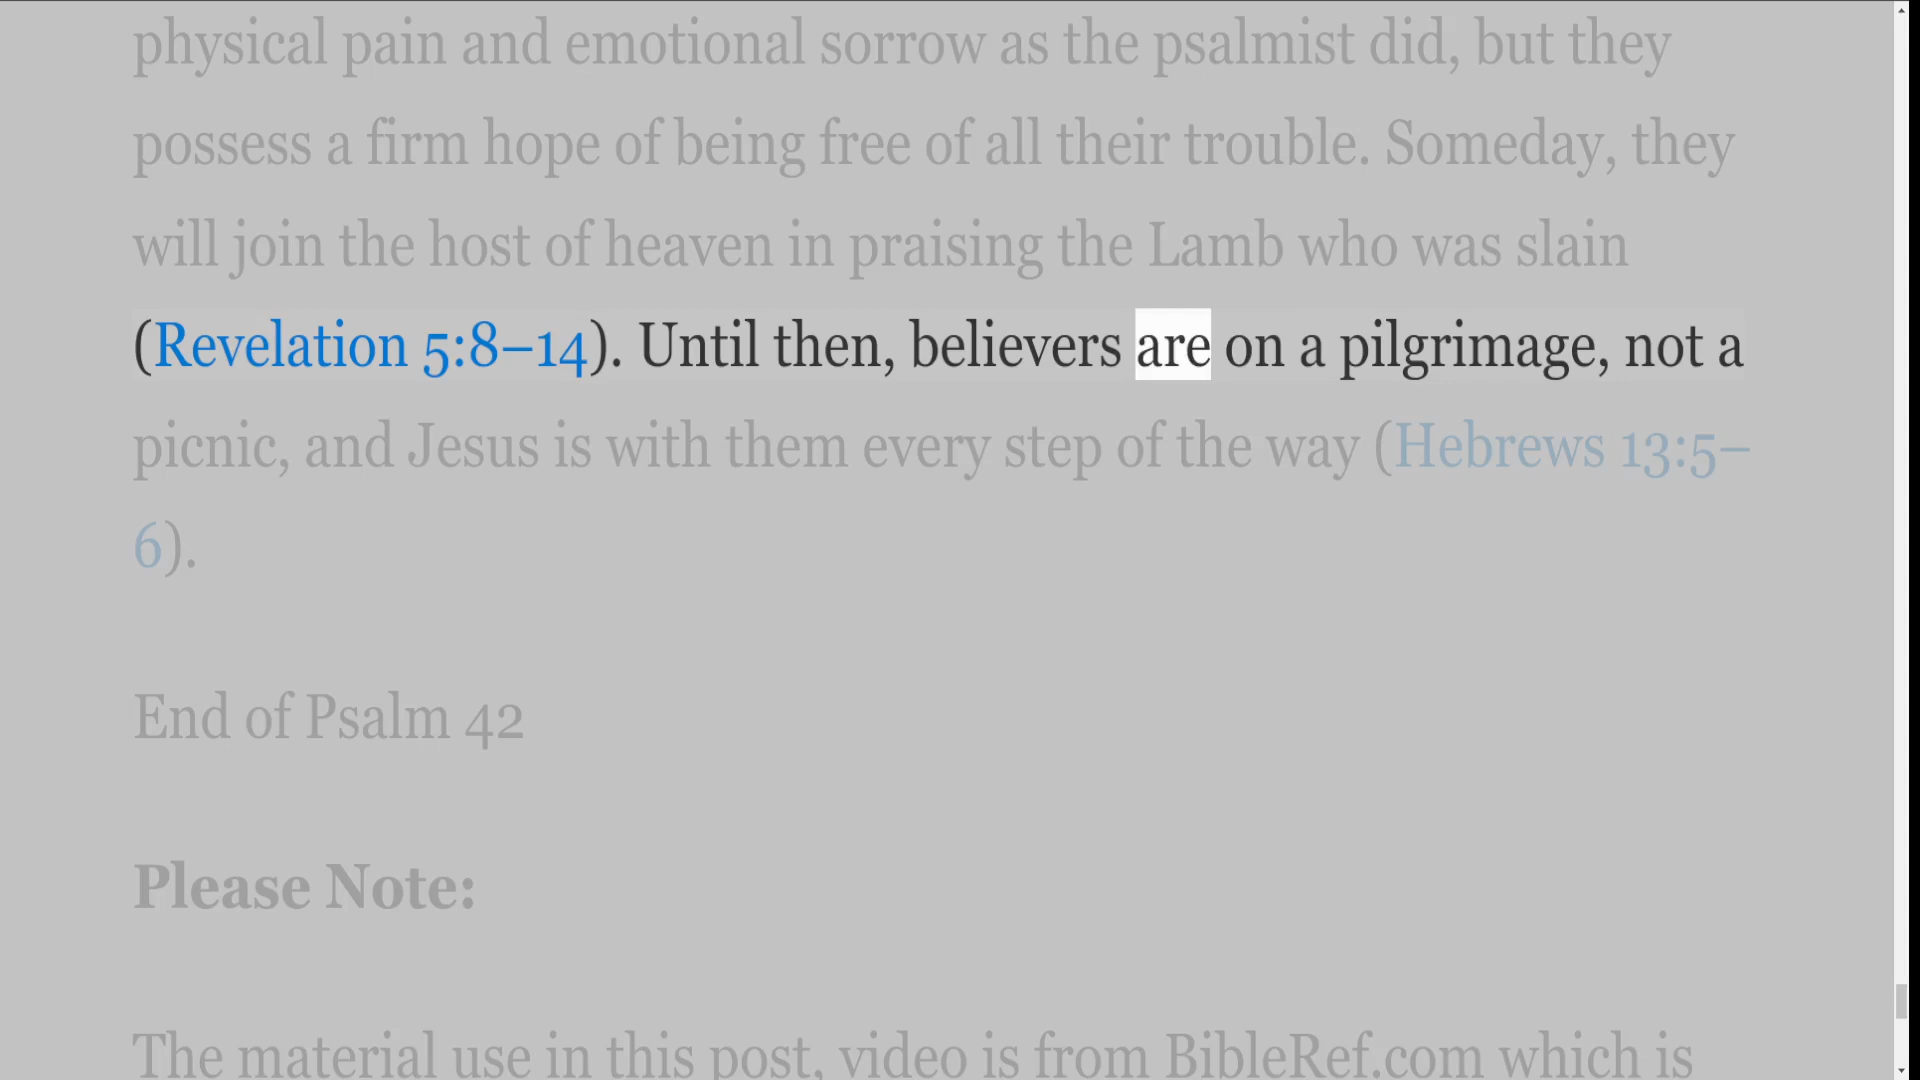 physical pain and emotional sorrow as the psalmist did, but they
possess a firm hope of being free of all their trouble. Someday, they
will join the host of heaven in praising the Lamb who was slain
(Revelation 5:8–14). Until then, believers are on a pilgrimage, not a
picnic, and Jesus is with them every step of the way (Hebrews 13:5–
6).
End of Psalm 42
Please Note:
The material use in this post, video is from BibleRef.com which is